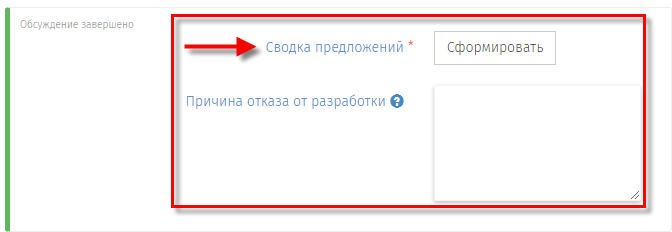 Обсуждение завершено
Сводка предложений * Сформировать
Причина отказа от разработки ?